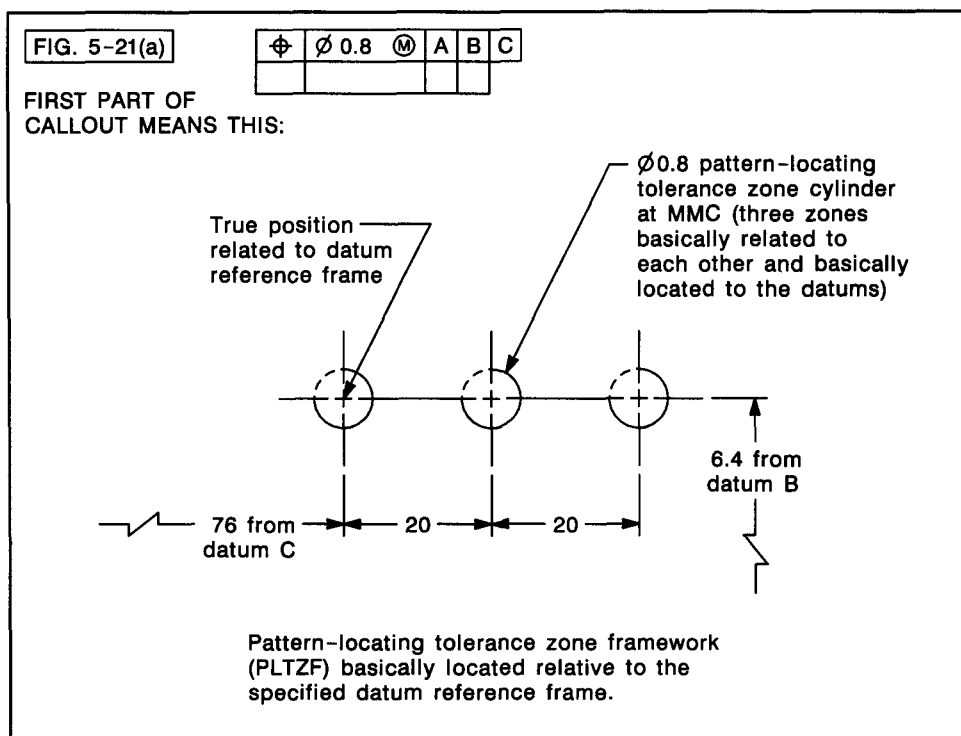 FIG. 5-21(a)
⌖ Ø 0.8 Ⓜ A B C
FIRST PART OF
CALLOUT MEANS THIS:
Ø0.8 pattern-locating
tolerance zone cylinder
at MMC (three zones
basically related to
each other and basically
located to the datums)
True position
related to datum
reference frame
6.4 from
datum B
76 from
datum C
20
20
Pattern-locating tolerance zone framework
(PLTZF) basically located relative to the
specified datum reference frame.